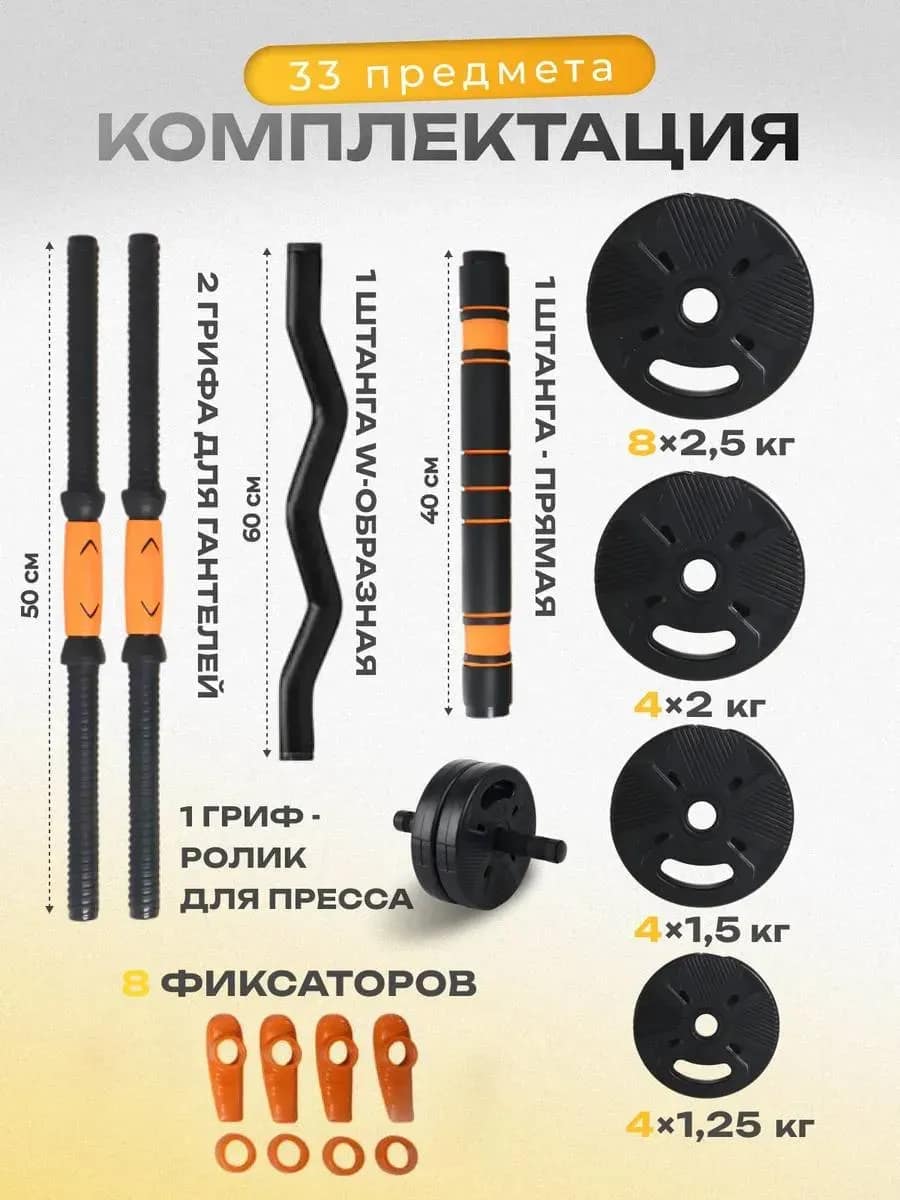 33 предмета
КОМПЛЕКТАЦИЯ
50 см
2 ГРИФА ДЛЯ ГАНТЕЛЕЙ
60 см
1 ШТАНГА W-ОБРАЗНАЯ
40 см
1 ШТАНГА - ПРЯМАЯ
8×2,5 кг
4×2 кг
4×1,5 кг
4×1,25 кг
1 ГРИФ -
РОЛИК
ДЛЯ ПРЕССА
8 ФИКСАТОРОВ